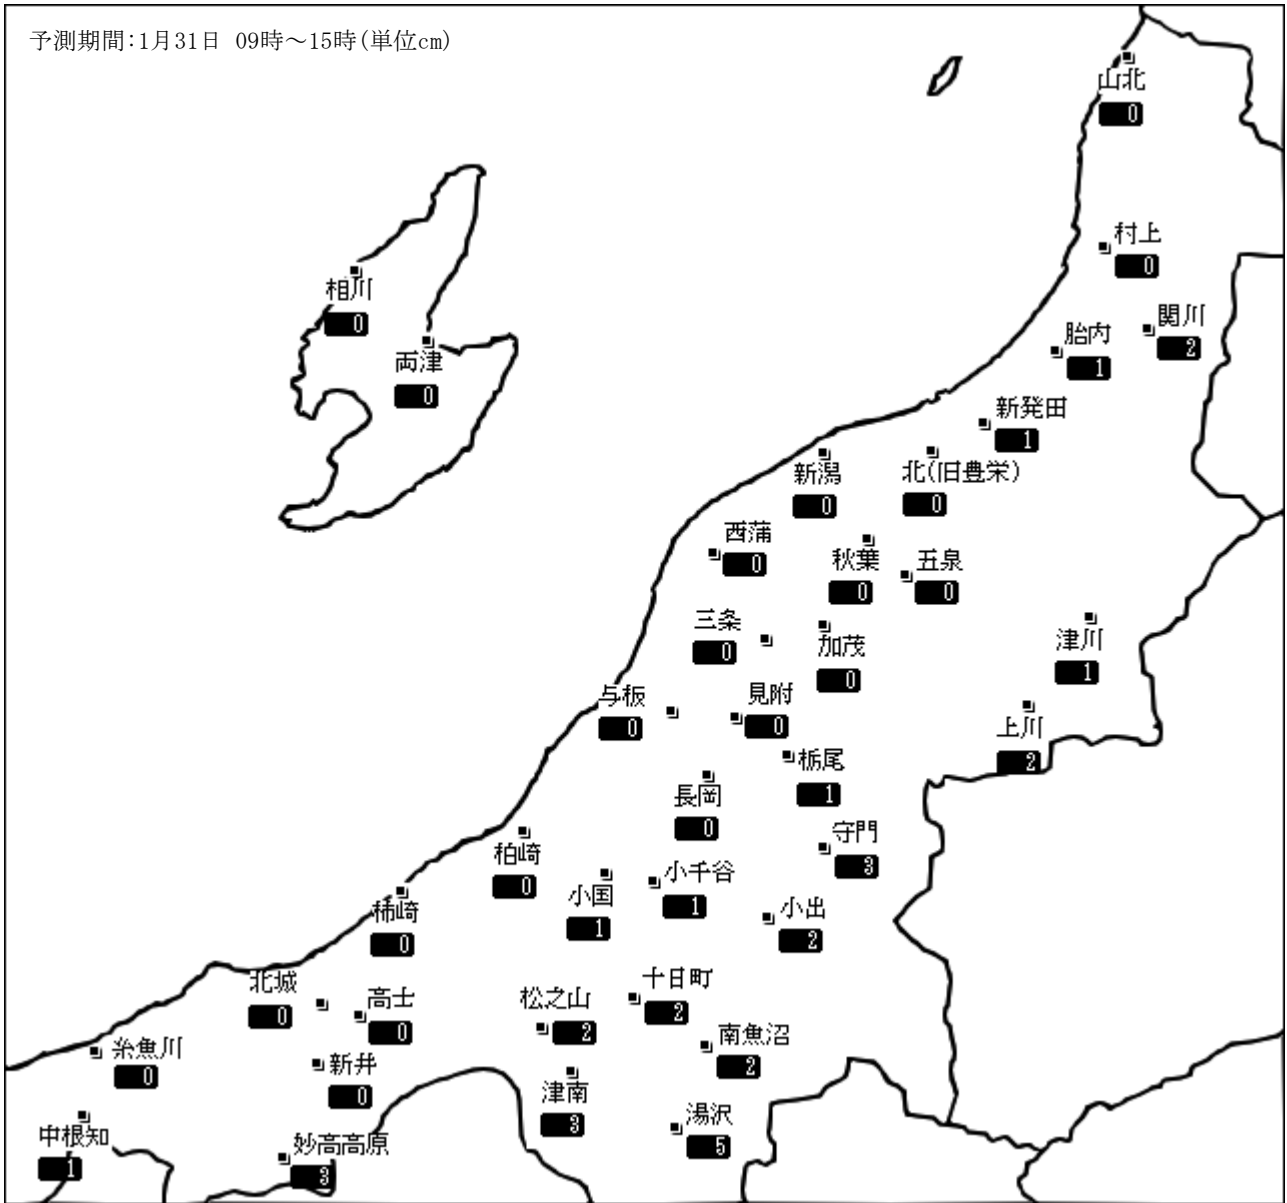 予測期間:1月31日 09時～15時(単位cm)
山北
0
村上
0
相川
0
関川
2
両津
0
胎内
1
新発田
1
新潟
0
北(旧豊栄)
0
西蒲
0
秋葉
0
五泉
0
三条
0
加茂
0
津川
1
与板
0
見附
0
上川
2
栃尾
1
長岡
0
守門
3
柏崎
0
小千谷
1
小国
1
小出
2
柿崎
0
北城
0
高士
0
松之山
2
十日町
2
南魚沼
2
糸魚川
0
新井
0
津南
3
湯沢
5
中根知
1
妙高高原
3